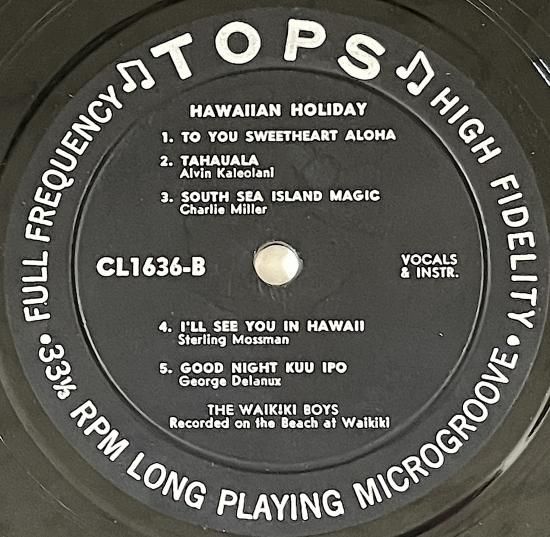 TOPS
HAWAIIAN HOLIDAY
1. TO YOU SWEETHEART ALOHA
2. TAHAUALA
Alvin Kaleolani
3. SOUTH SEA ISLAND MAGIC
Charlie Miller
CL1636-B
VOCALS
& INSTR.
4. I'LL SEE YOU IN HAWAII
Sterling Mossman
5. GOOD NIGHT KUU IPO
George Delanux
THE WAIKIKI BOYS
Recorded on the Beach at Waikiki
• 33⅓ RPM LONG PLAYING MICROGROOVE •
FULL FREQUENCY
HIGH FIDELITY